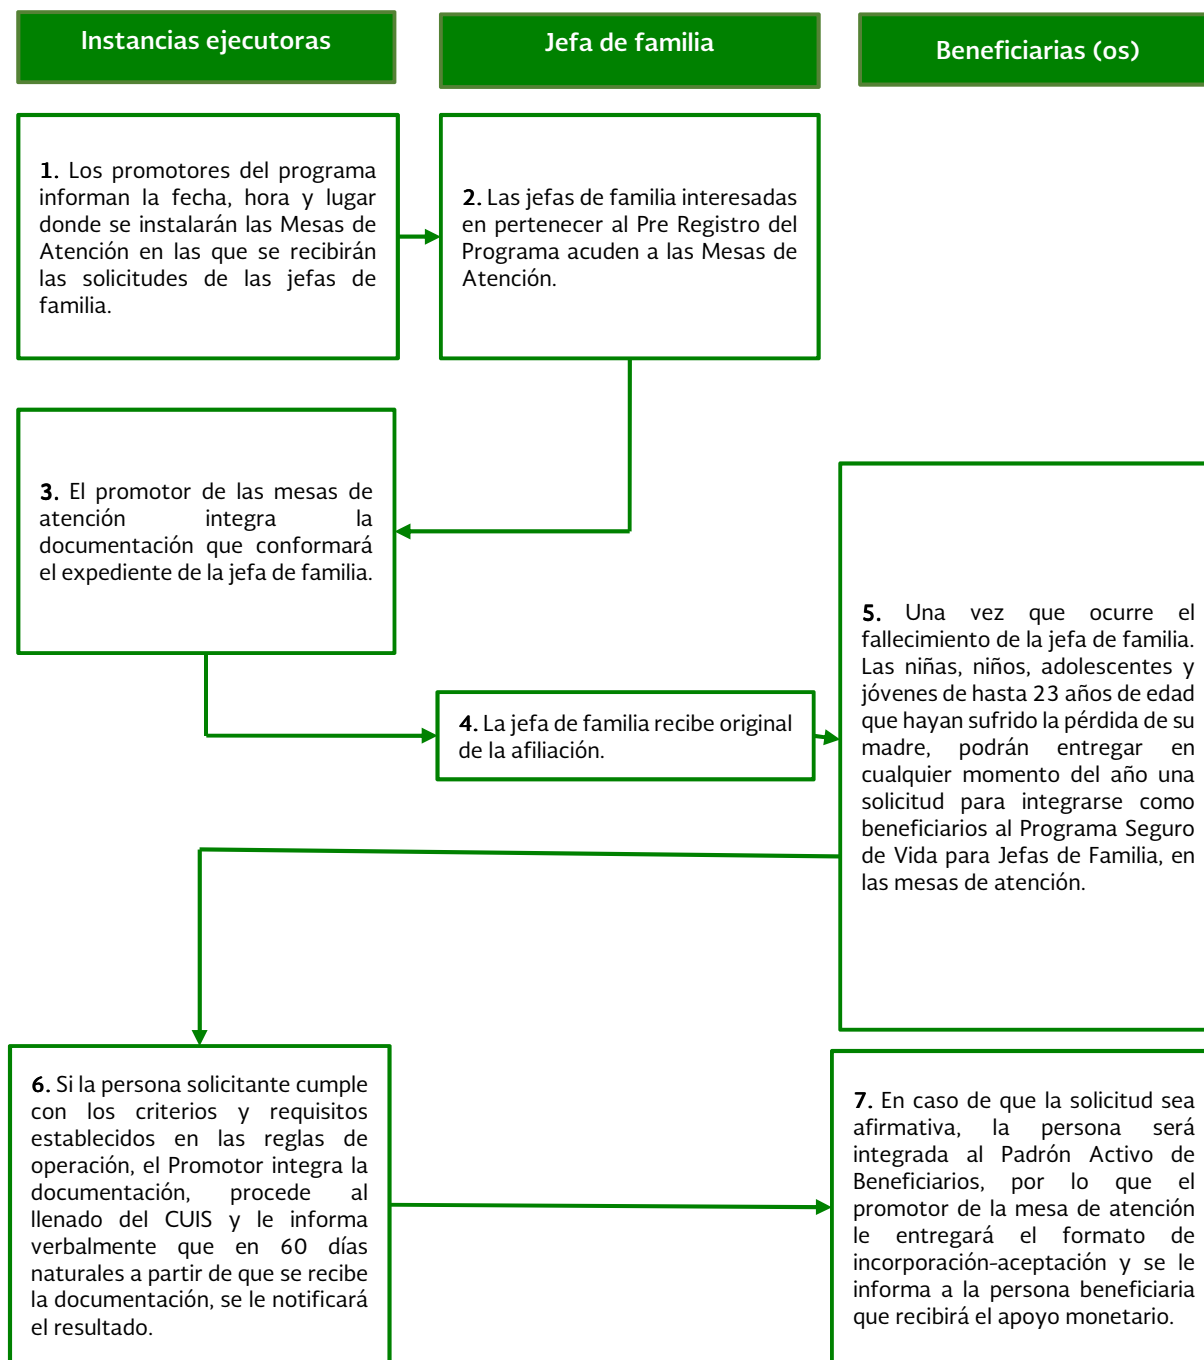 Instancias ejecutoras
Jefa de familia
Beneficiarias (os)
1. Los promotores del programa
informan la fecha, hora y lugar
donde se instalarán las Mesas de
Atención en las que se recibirán
las solicitudes de las jefas de
familia.
2. Las jefas de familia interesadas
en pertenecer al Pre Registro del
Programa acuden a las Mesas de
Atención.
3. El promotor de las mesas de
atención integra la
documentación que conformará
el expediente de la jefa de familia.
4. La jefa de familia recibe original
de la afiliación.
5. Una vez que ocurre el
fallecimiento de la jefa de familia.
Las niñas, niños, adolescentes y
jóvenes de hasta 23 años de edad
que hayan sufrido la pérdida de su
madre, podrán entregar en
cualquier momento del año una
solicitud para integrarse como
beneficiarios al Programa Seguro
de Vida para Jefas de Familia, en
las mesas de atención.
6. Si la persona solicitante cumple
con los criterios y requisitos
establecidos en las reglas de
operación, el Promotor integra la
documentación, procede al
llenado del CUIS y le informa
verbalmente que en 60 días
naturales a partir de que se recibe
la documentación, se le notificará
el resultado.
7. En caso de que la solicitud sea
afirmativa, la persona será
integrada al Padrón Activo de
Beneficiarios, por lo que el
promotor de la mesa de atención
le entregará el formato de
incorporación-aceptación y se le
informa a la persona beneficiaria
que recibirá el apoyo monetario.